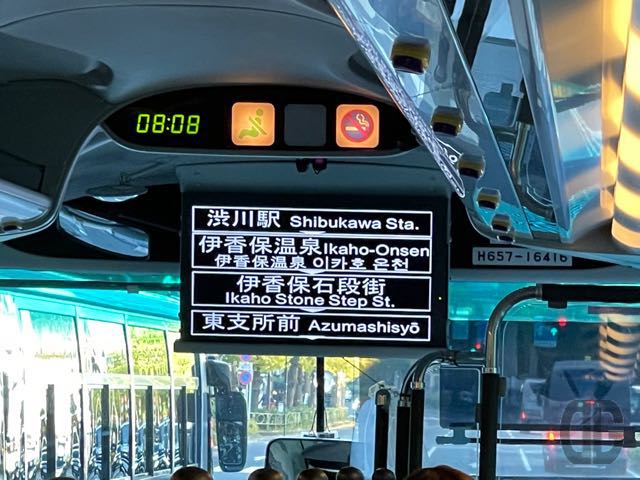 08:08
渋川駅 Shibukawa Sta.
伊香保温泉 Ikaho-Onsen
伊香保温泉 이카호 온천
伊香保石段街
Ikaho Stone Step St.
東支所前 Azumashisyō
H657-16416